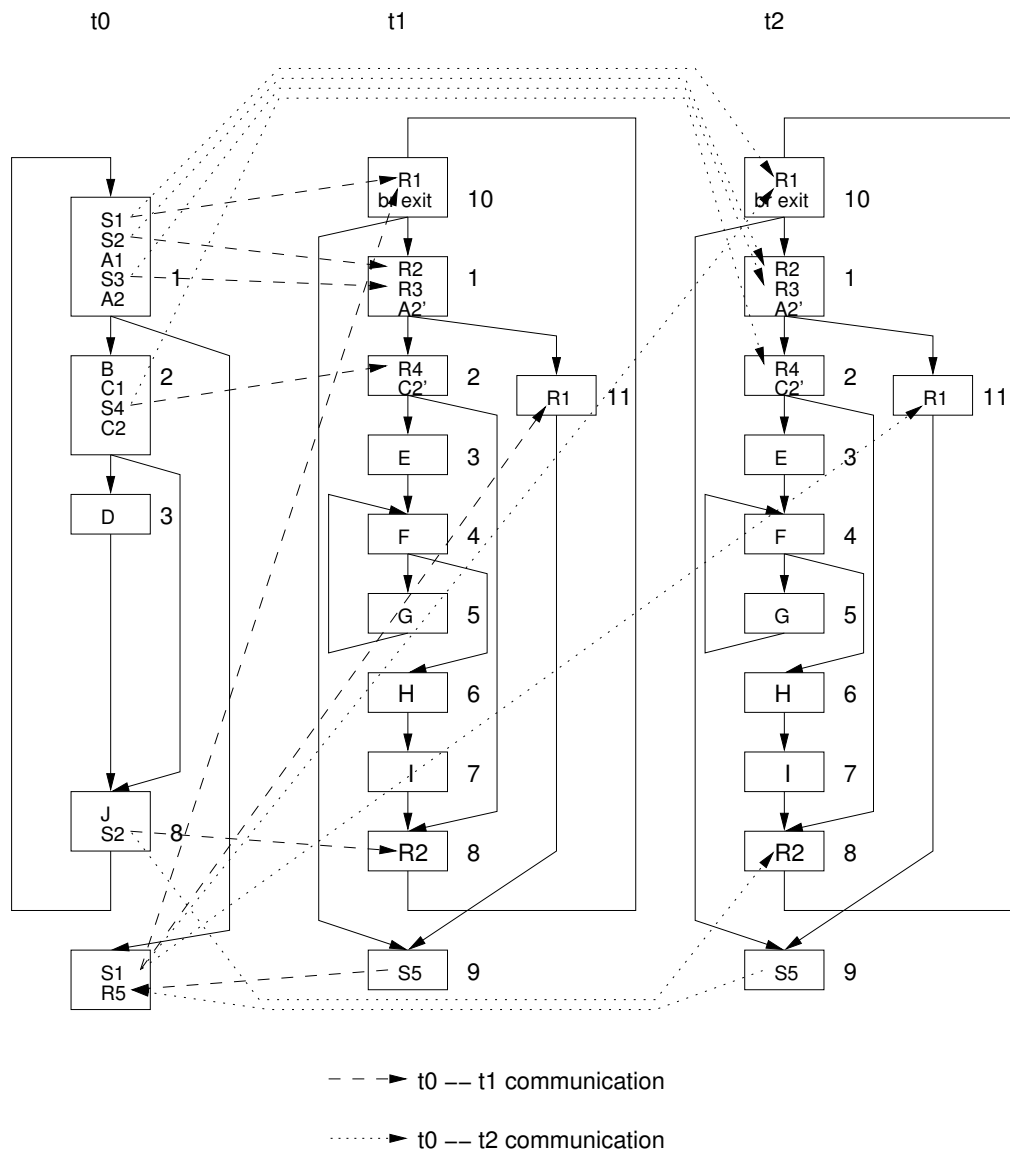 t0
t1
t2
S1
S2
A1
S3
A2
1
B
C1
S4
C2
2
D
3
J
S2
8
S1
R5
R1
br exit
10
R2
R3
A2'
1
R4
C2'
2
R1
11
E
3
F
4
G
5
H
6
I
7
R2
8
S5
9
R1
br exit
10
R2
R3
A2'
1
R4
C2'
2
R1
11
E
3
F
4
G
5
H
6
I
7
R2
8
S5
9
t0 -- t1 communication
t0 -- t2 communication